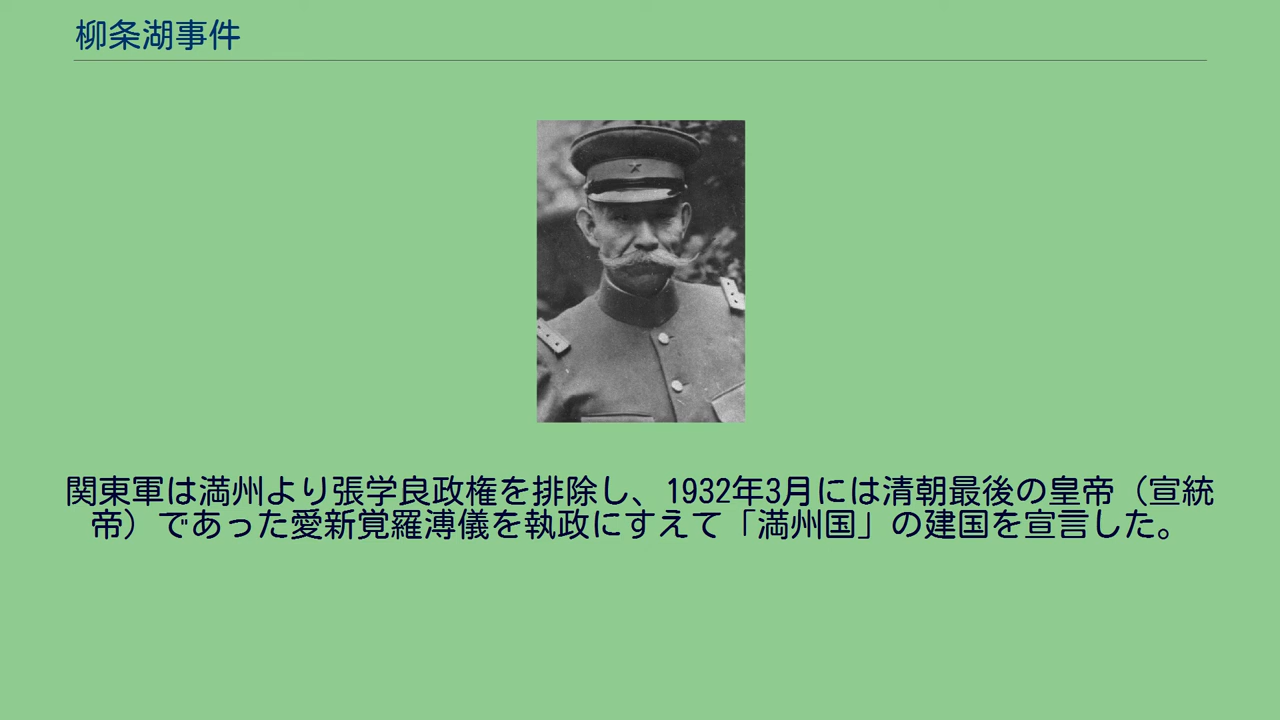 柳条湖事件
関東軍は満州より張学良政権を排除し、1932年3月には清朝最後の皇帝（宣統
帝）であった愛新覚羅溥儀を執政にすえて「満州国」の建国を宣言した。